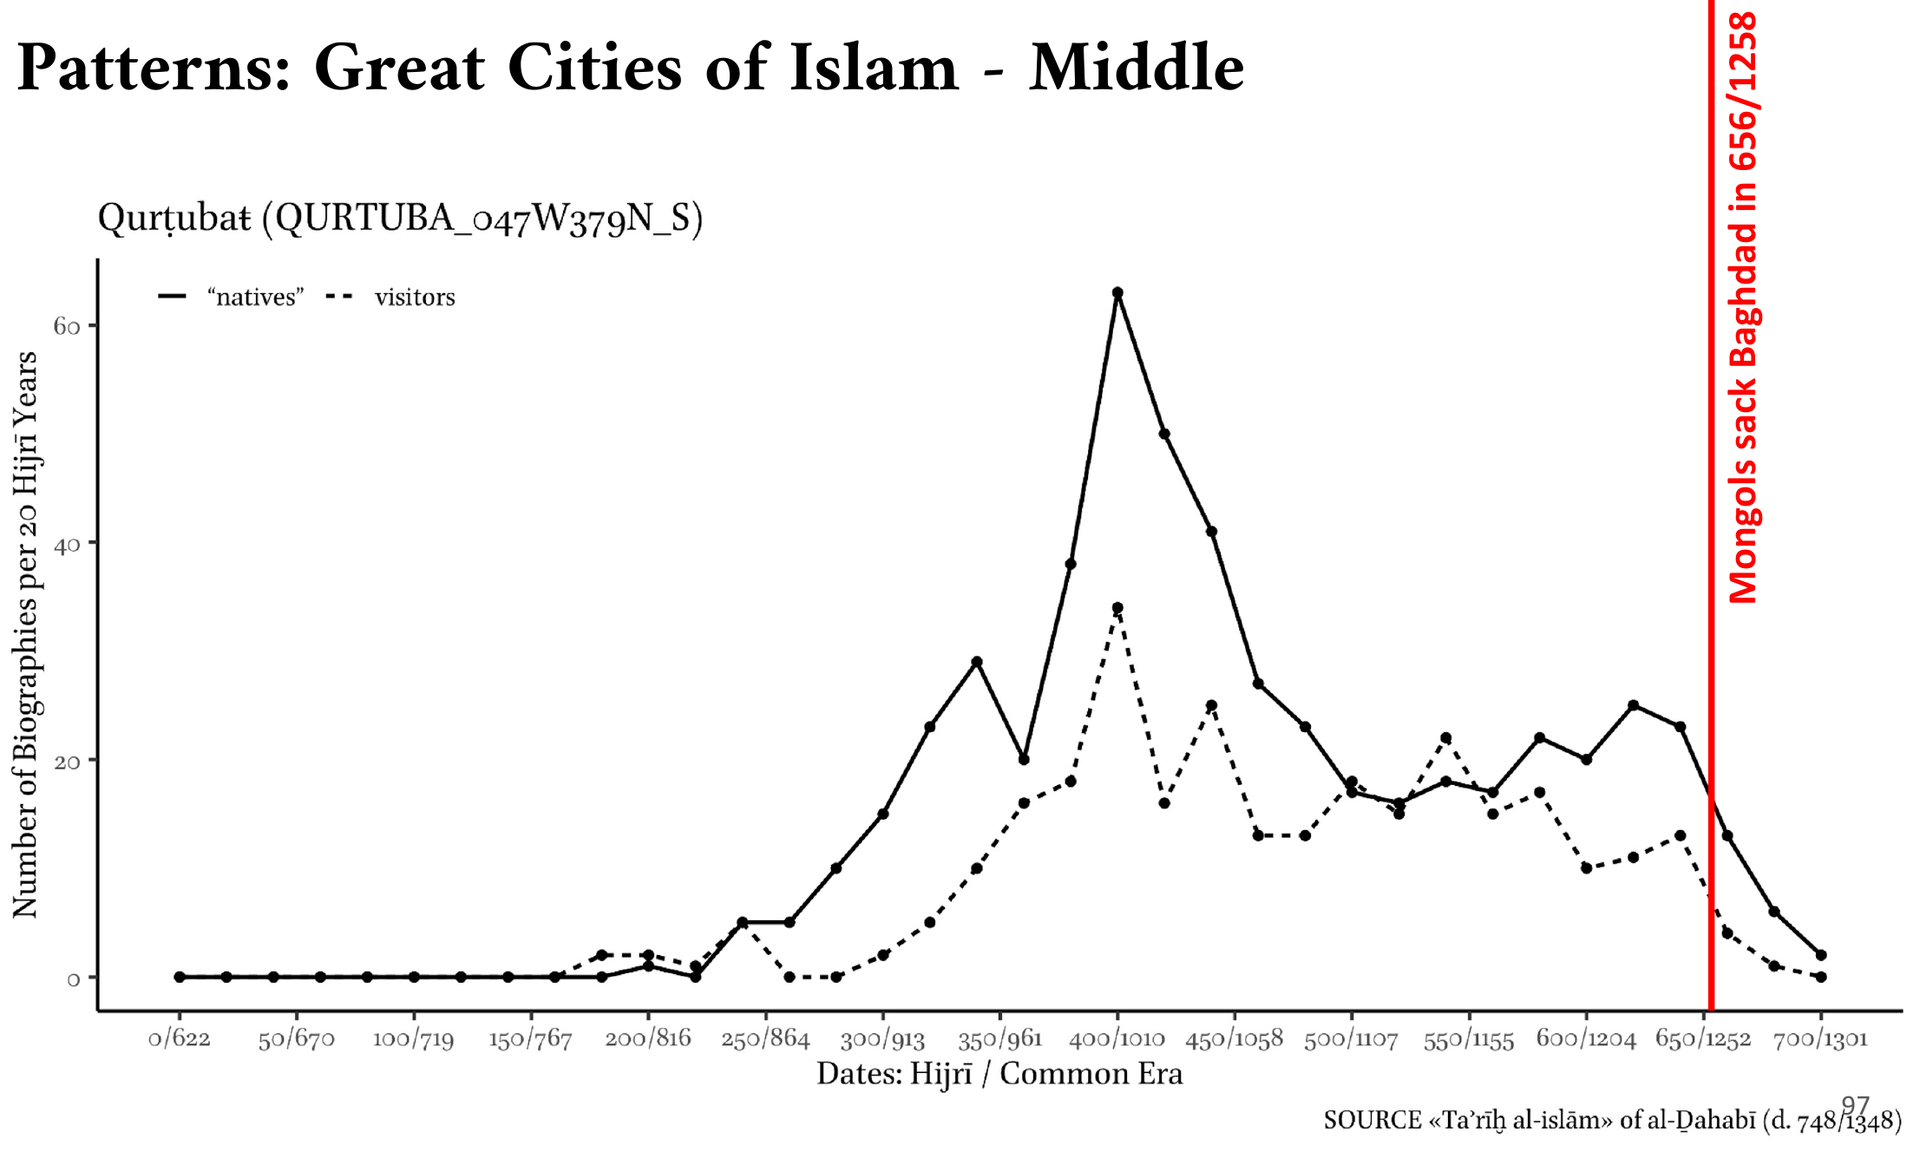 Patterns: Great Cities of Islam - Middle
Mongols sack Baghdad in 656/1258
Qurṭubaŧ (QURTUBA_047W379N_S)
“natives” visitors
Number of Biographies per 20 Hijrī Years
60
40
20
0
0/622 50/670 100/719 150/767 200/816 250/864 300/913 350/961 400/1010 450/1058 500/1107 550/1155 600/1204 650/1252 700/1301
Dates: Hijrī / Common Era
97
SOURCE «Taʾrīḫ al-islām» of al-Ḏahabī (d. 748/1348)